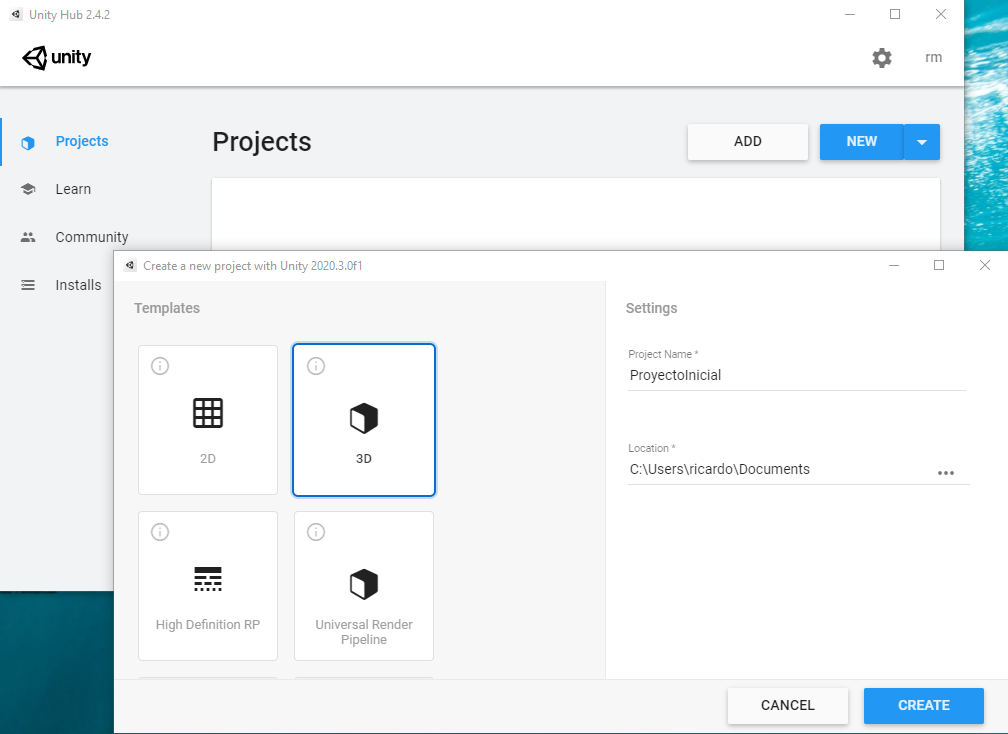 Unity Hub 2.4.2
unity
rm
Projects
Learn
Community
Installs
Projects
ADD
NEW
Create a new project with Unity 2020.3.0f1
Templates
2D
3D
High Definition RP
Universal Render
Pipeline
Settings
Project Name *
ProyectoInicial
Location *
C:\Users\ricardo\Documents
CANCEL
CREATE